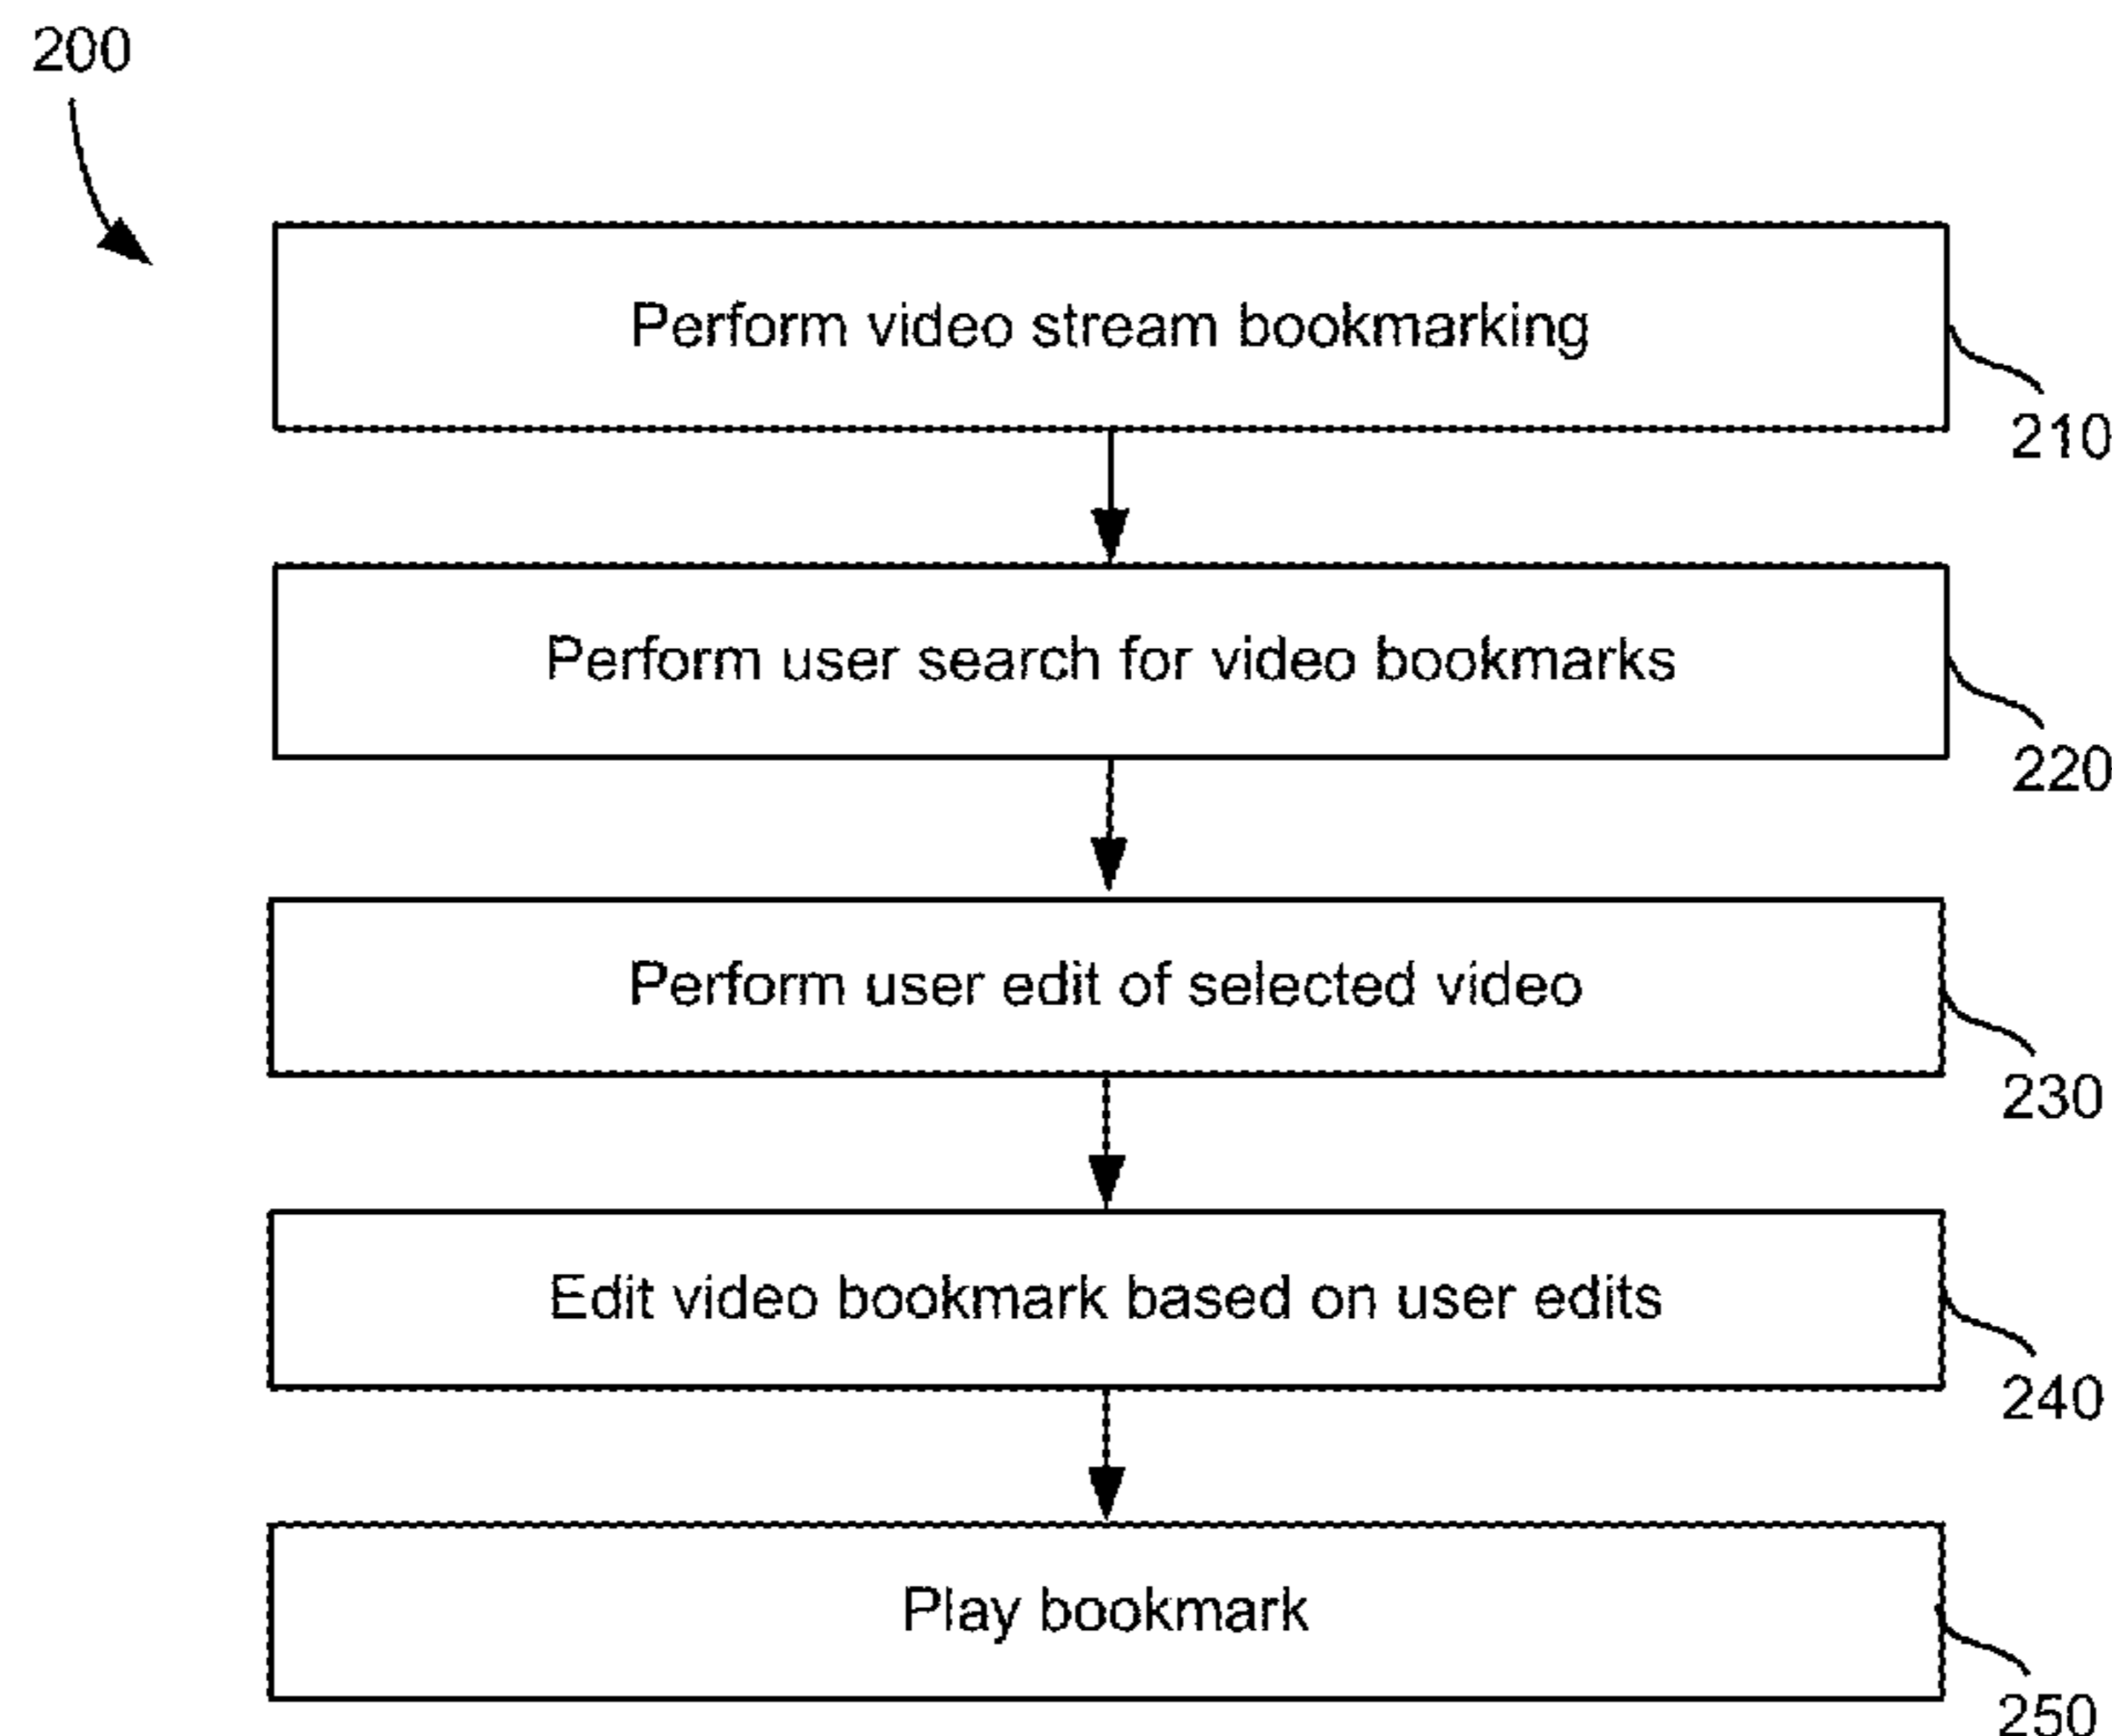 200
Perform video stream bookmarking
210
Perform user search for video bookmarks
220
Perform user edit of selected video
230
Edit video bookmark based on user edits
240
Play bookmark
250